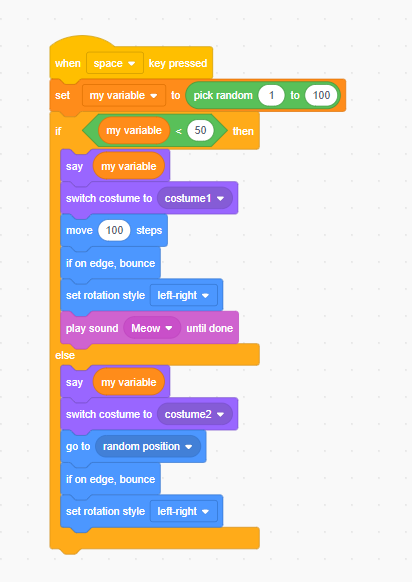 when space key pressed
set my variable to pick random 1 to 100
if my variable < 50 then
say my variable
switch costume to costume1
move 100 steps
if on edge, bounce
set rotation style left-right
play sound Meow until done
else
say my variable
switch costume to costume2
go to random position
if on edge, bounce
set rotation style left-right